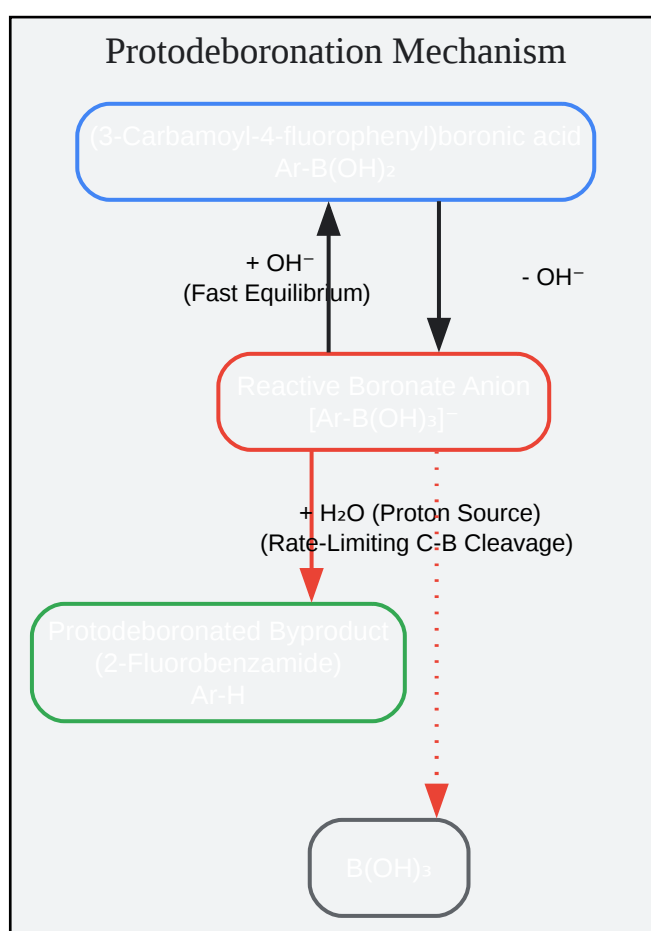 Protodeboronation Mechanism
(3-Carbamoyl-4-fluorophenyl)boronic acid
Ar-B(OH)₂
+ OH⁻
(Fast Equilibrium)
- OH⁻
Reactive Boronate Anion
[Ar-B(OH)₃]⁻
+ H₂O (Proton Source)
(Rate-Limiting C-B Cleavage)
Protodeboronated Byproduct
(2-Fluorobenzamide)
Ar-H
B(OH)₃